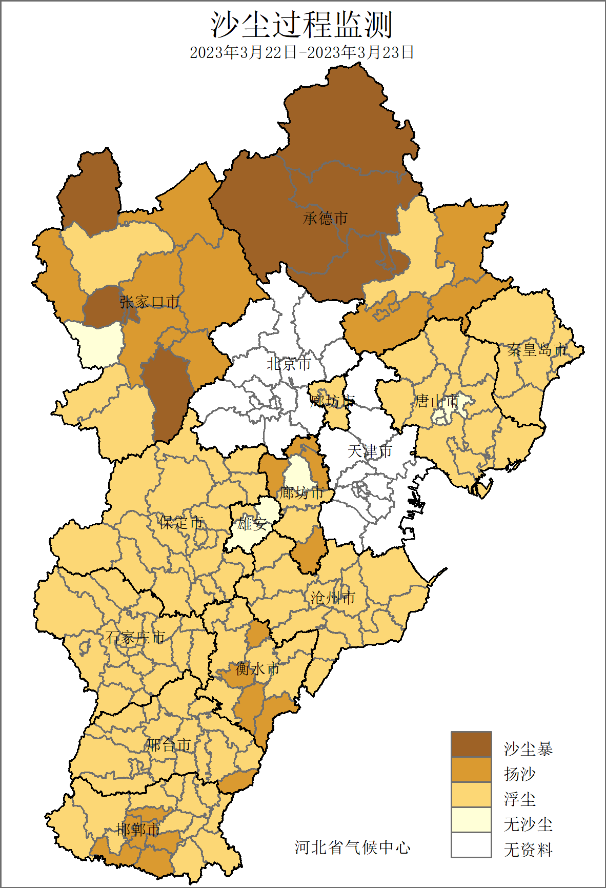 沙尘过程监测
2023年3月22日-2023年3月23日
承德市
张家口市
秦皇岛市
北京市
廊坊市
唐山市
天津市
廊坊市
保定市
雄安
沧州市
石家庄市
衡水市
邢台市
邯郸市
沙尘暴
扬沙
浮尘
无沙尘
无资料
河北省气候中心